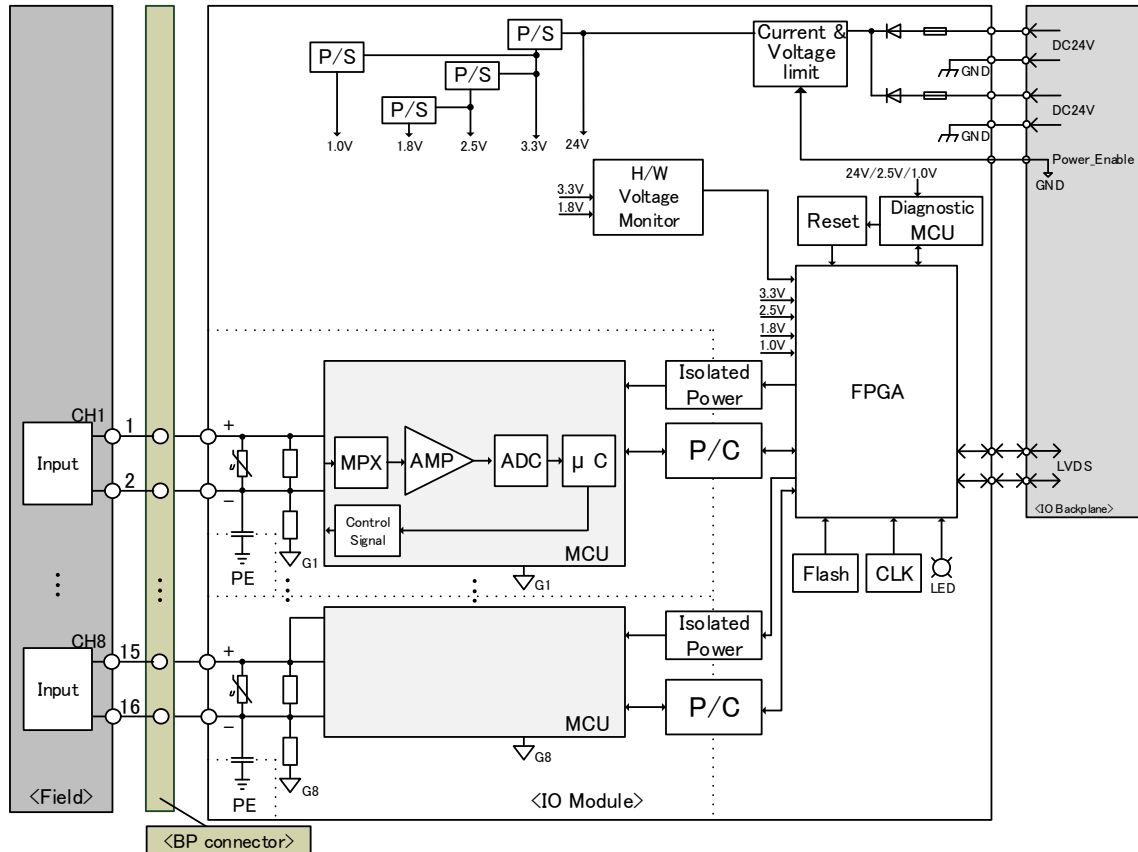 P/S
P/S
P/S
P/S
1.0V
1.8V
2.5V
3.3V
24V
Current &
Voltage
limit
DC24V
GND
DC24V
GND
Power_Enable
GND
H/W
Voltage
Monitor
3.3V
1.8V
24V/2.5V/1.0V
Reset
Diagnostic
MCU
3.3V
2.5V
1.8V
1.0V
FPGA
Isolated
Power
P/C
LVDS
<IO Backplane>
Flash
CLK
LED
CH1
Input
1
2
+
−
u
PE
G1
MPX
AMP
ADC
μ C
Control
Signal
MCU
G1
⋮
CH8
Input
15
16
+
−
u
PE
G8
MCU
G8
Isolated
Power
P/C
<Field>
<IO Module>
<BP connector>